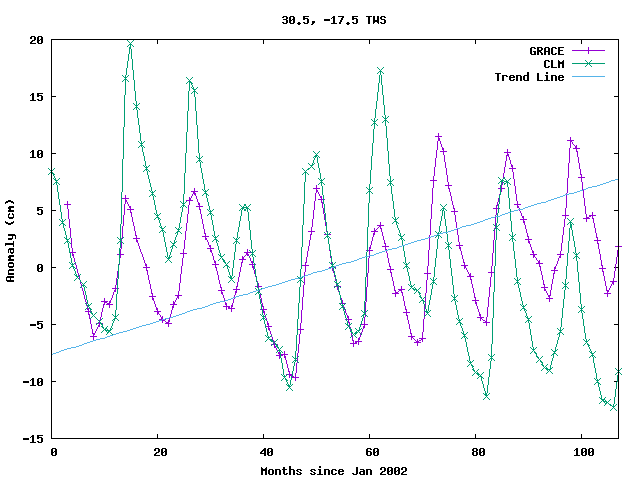 30.5, -17.5 TWS
GRACE
CLM
Trend Line
20
15
10
5
0
-5
-10
-15
Anomaly (cm)
0 20 40 60 80 100
Months since Jan 2002